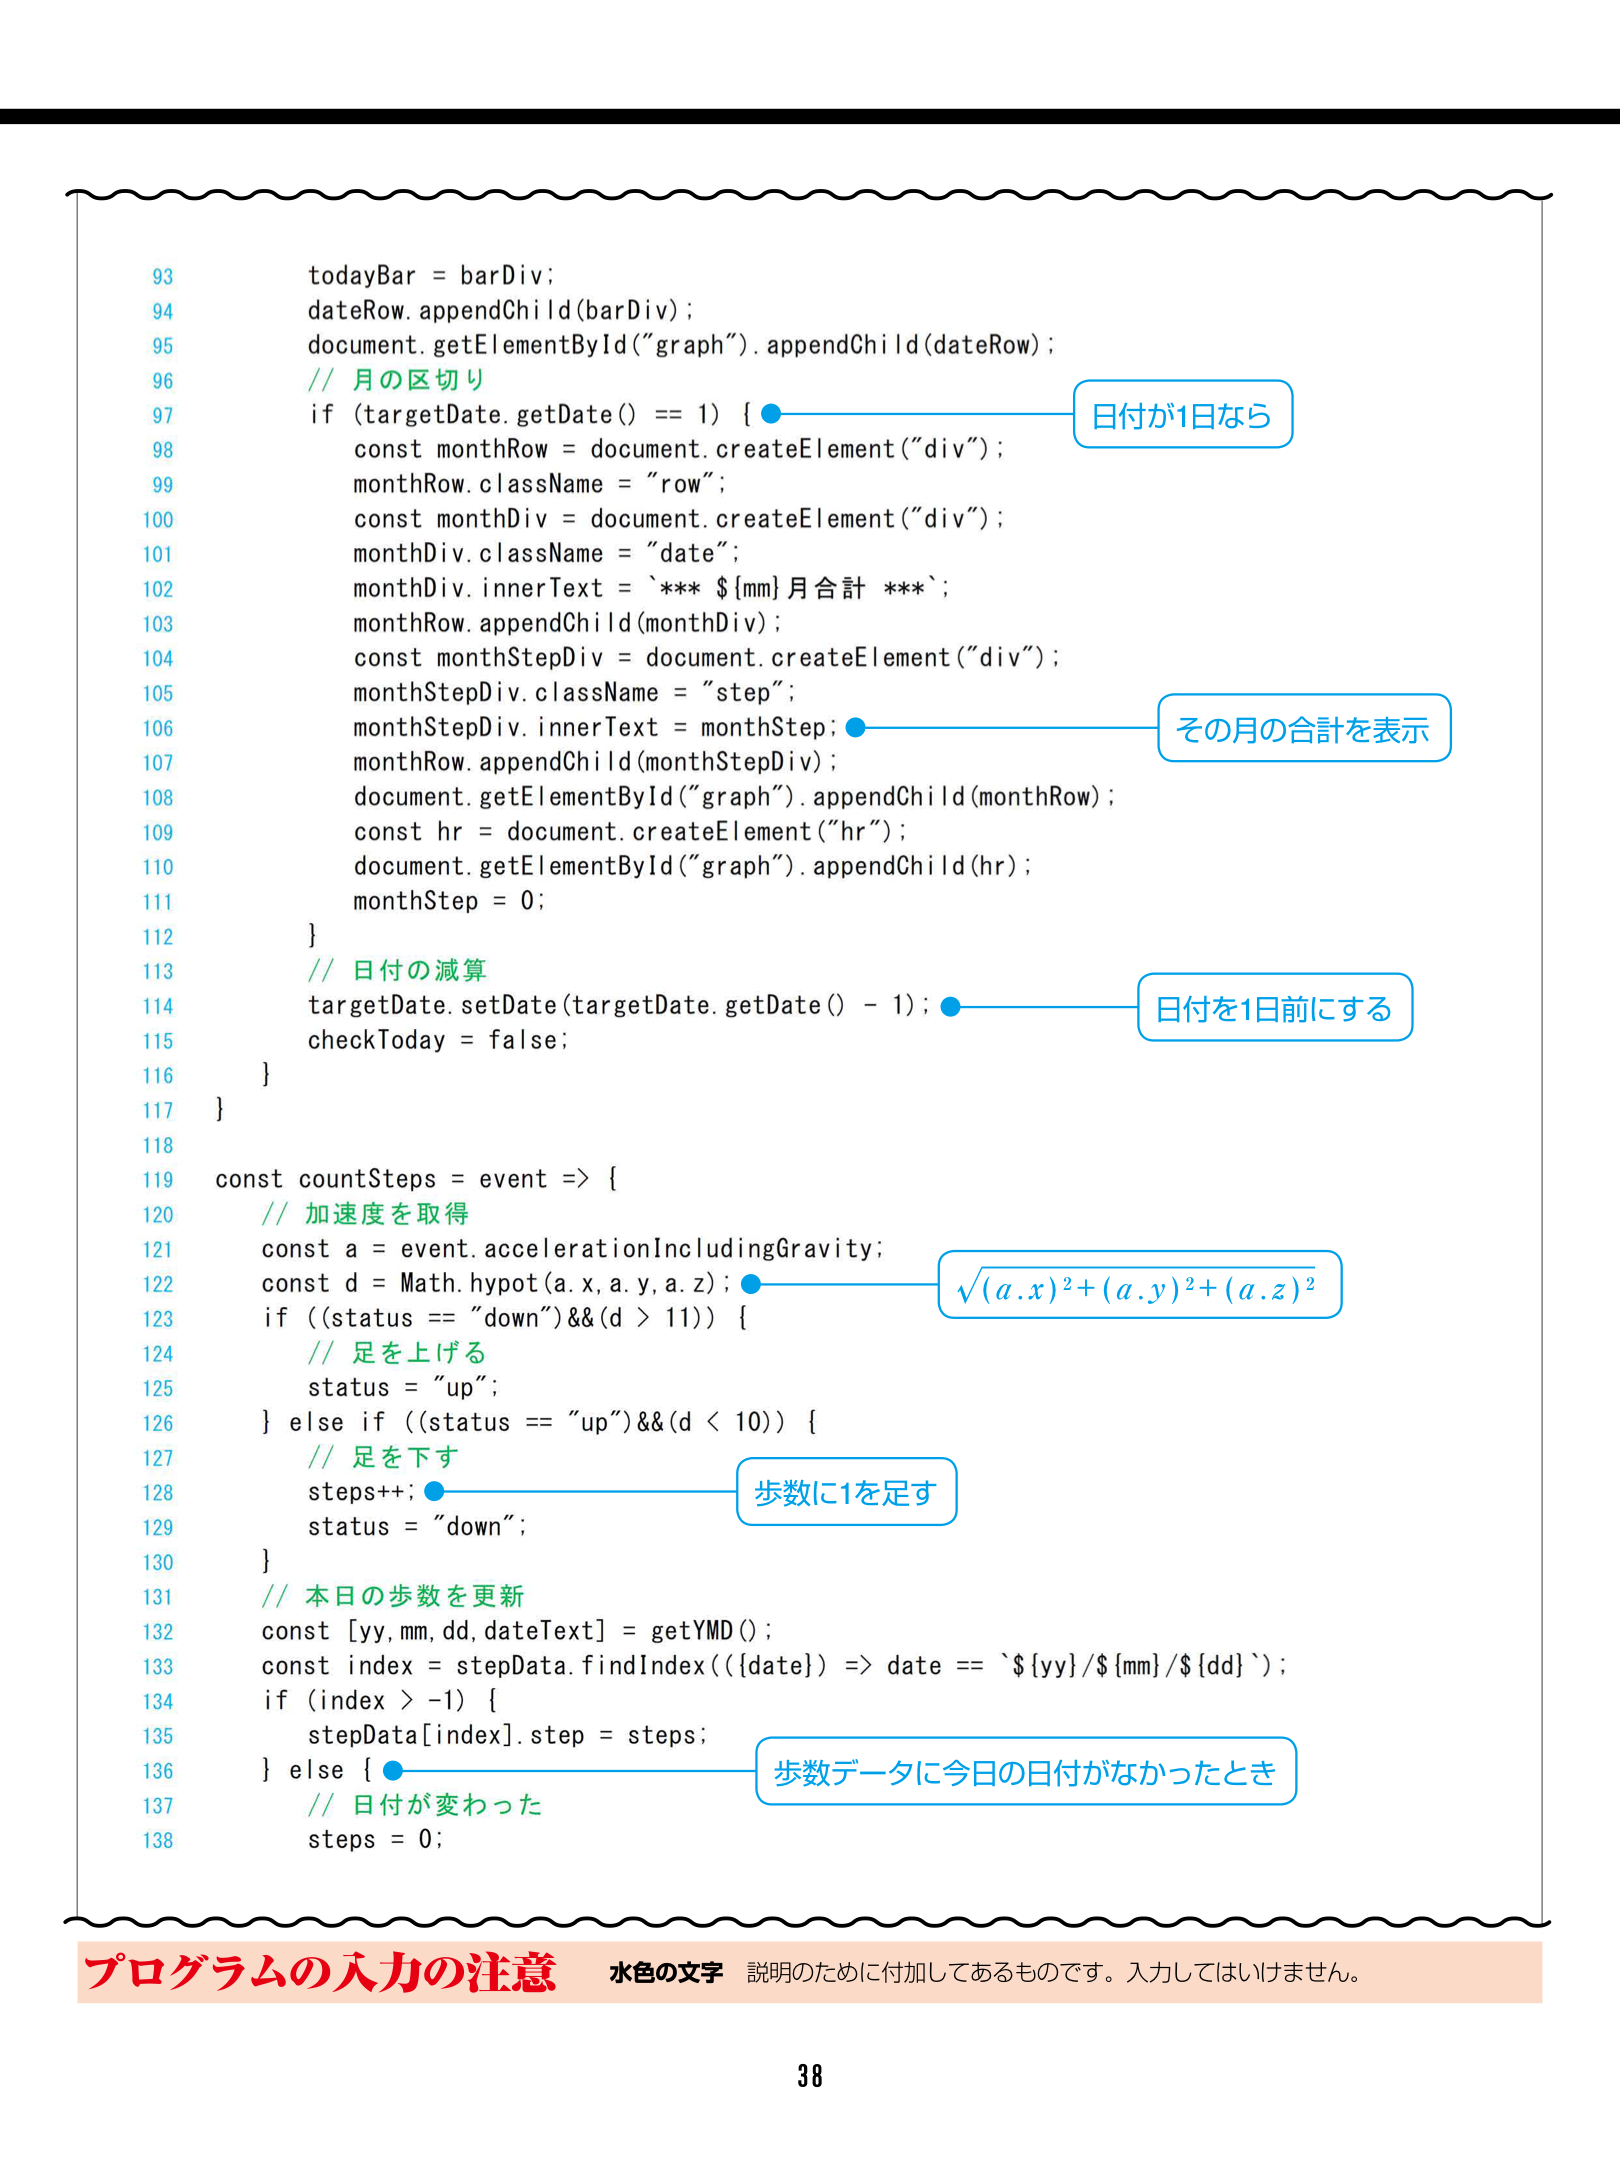 93 todayBar = barDiv;
94 dateRow.appendChild(barDiv);
95 document.getElementById("graph").appendChild(dateRow);
96 // 月の区切り
97 if (targetDate.getDate() == 1) { 日付が1日なら
98 const monthRow = document.createElement("div");
99 monthRow.className = "row";
100 const monthDiv = document.createElement("div");
101 monthDiv.className = "date";
102 monthDiv.innerText = `*** ${mm}月合計 ***`;
103 monthRow.appendChild(monthDiv);
104 const monthStepDiv = document.createElement("div");
105 monthStepDiv.className = "step";
106 monthStepDiv.innerText = monthStep; その月の合計を表示
107 monthRow.appendChild(monthStepDiv);
108 document.getElementById("graph").appendChild(monthRow);
109 const hr = document.createElement("hr");
110 document.getElementById("graph").appendChild(hr);
111 monthStep = 0;
112 }
113 // 日付の減算
114 targetDate.setDate(targetDate.getDate() - 1); 日付を1日前にする
115 checkToday = false;
116 }
117 }
118
119 const countSteps = event => {
120 // 加速度を取得
121 const a = event.accelerationIncludingGravity;
122 const d = Math.hypot(a.x,a.y,a.z); √(a.x)²+(a.y)²+(a.z)²
123 if ((status == "down")&&(d > 11)) {
124 // 足を上げる
125 status = "up";
126 } else if ((status == "up")&&(d < 10)) {
127 // 足を下す
128 steps++; 歩数に1を足す
129 status = "down";
130 }
131 // 本日の歩数を更新
132 const [yy,mm,dd,dateText] = getYMD();
133 const index = stepData.findIndex(({date}) => date == `${yy}/${mm}/${dd}`);
134 if (index > -1) {
135 stepData[index].step = steps;
136 } else { 歩数データに今日の日付がなかったとき
137 // 日付が変わった
138 steps = 0;
プログラムの入力の注意 水色の文字 説明のために付加してあるものです。入力してはいけません。
38